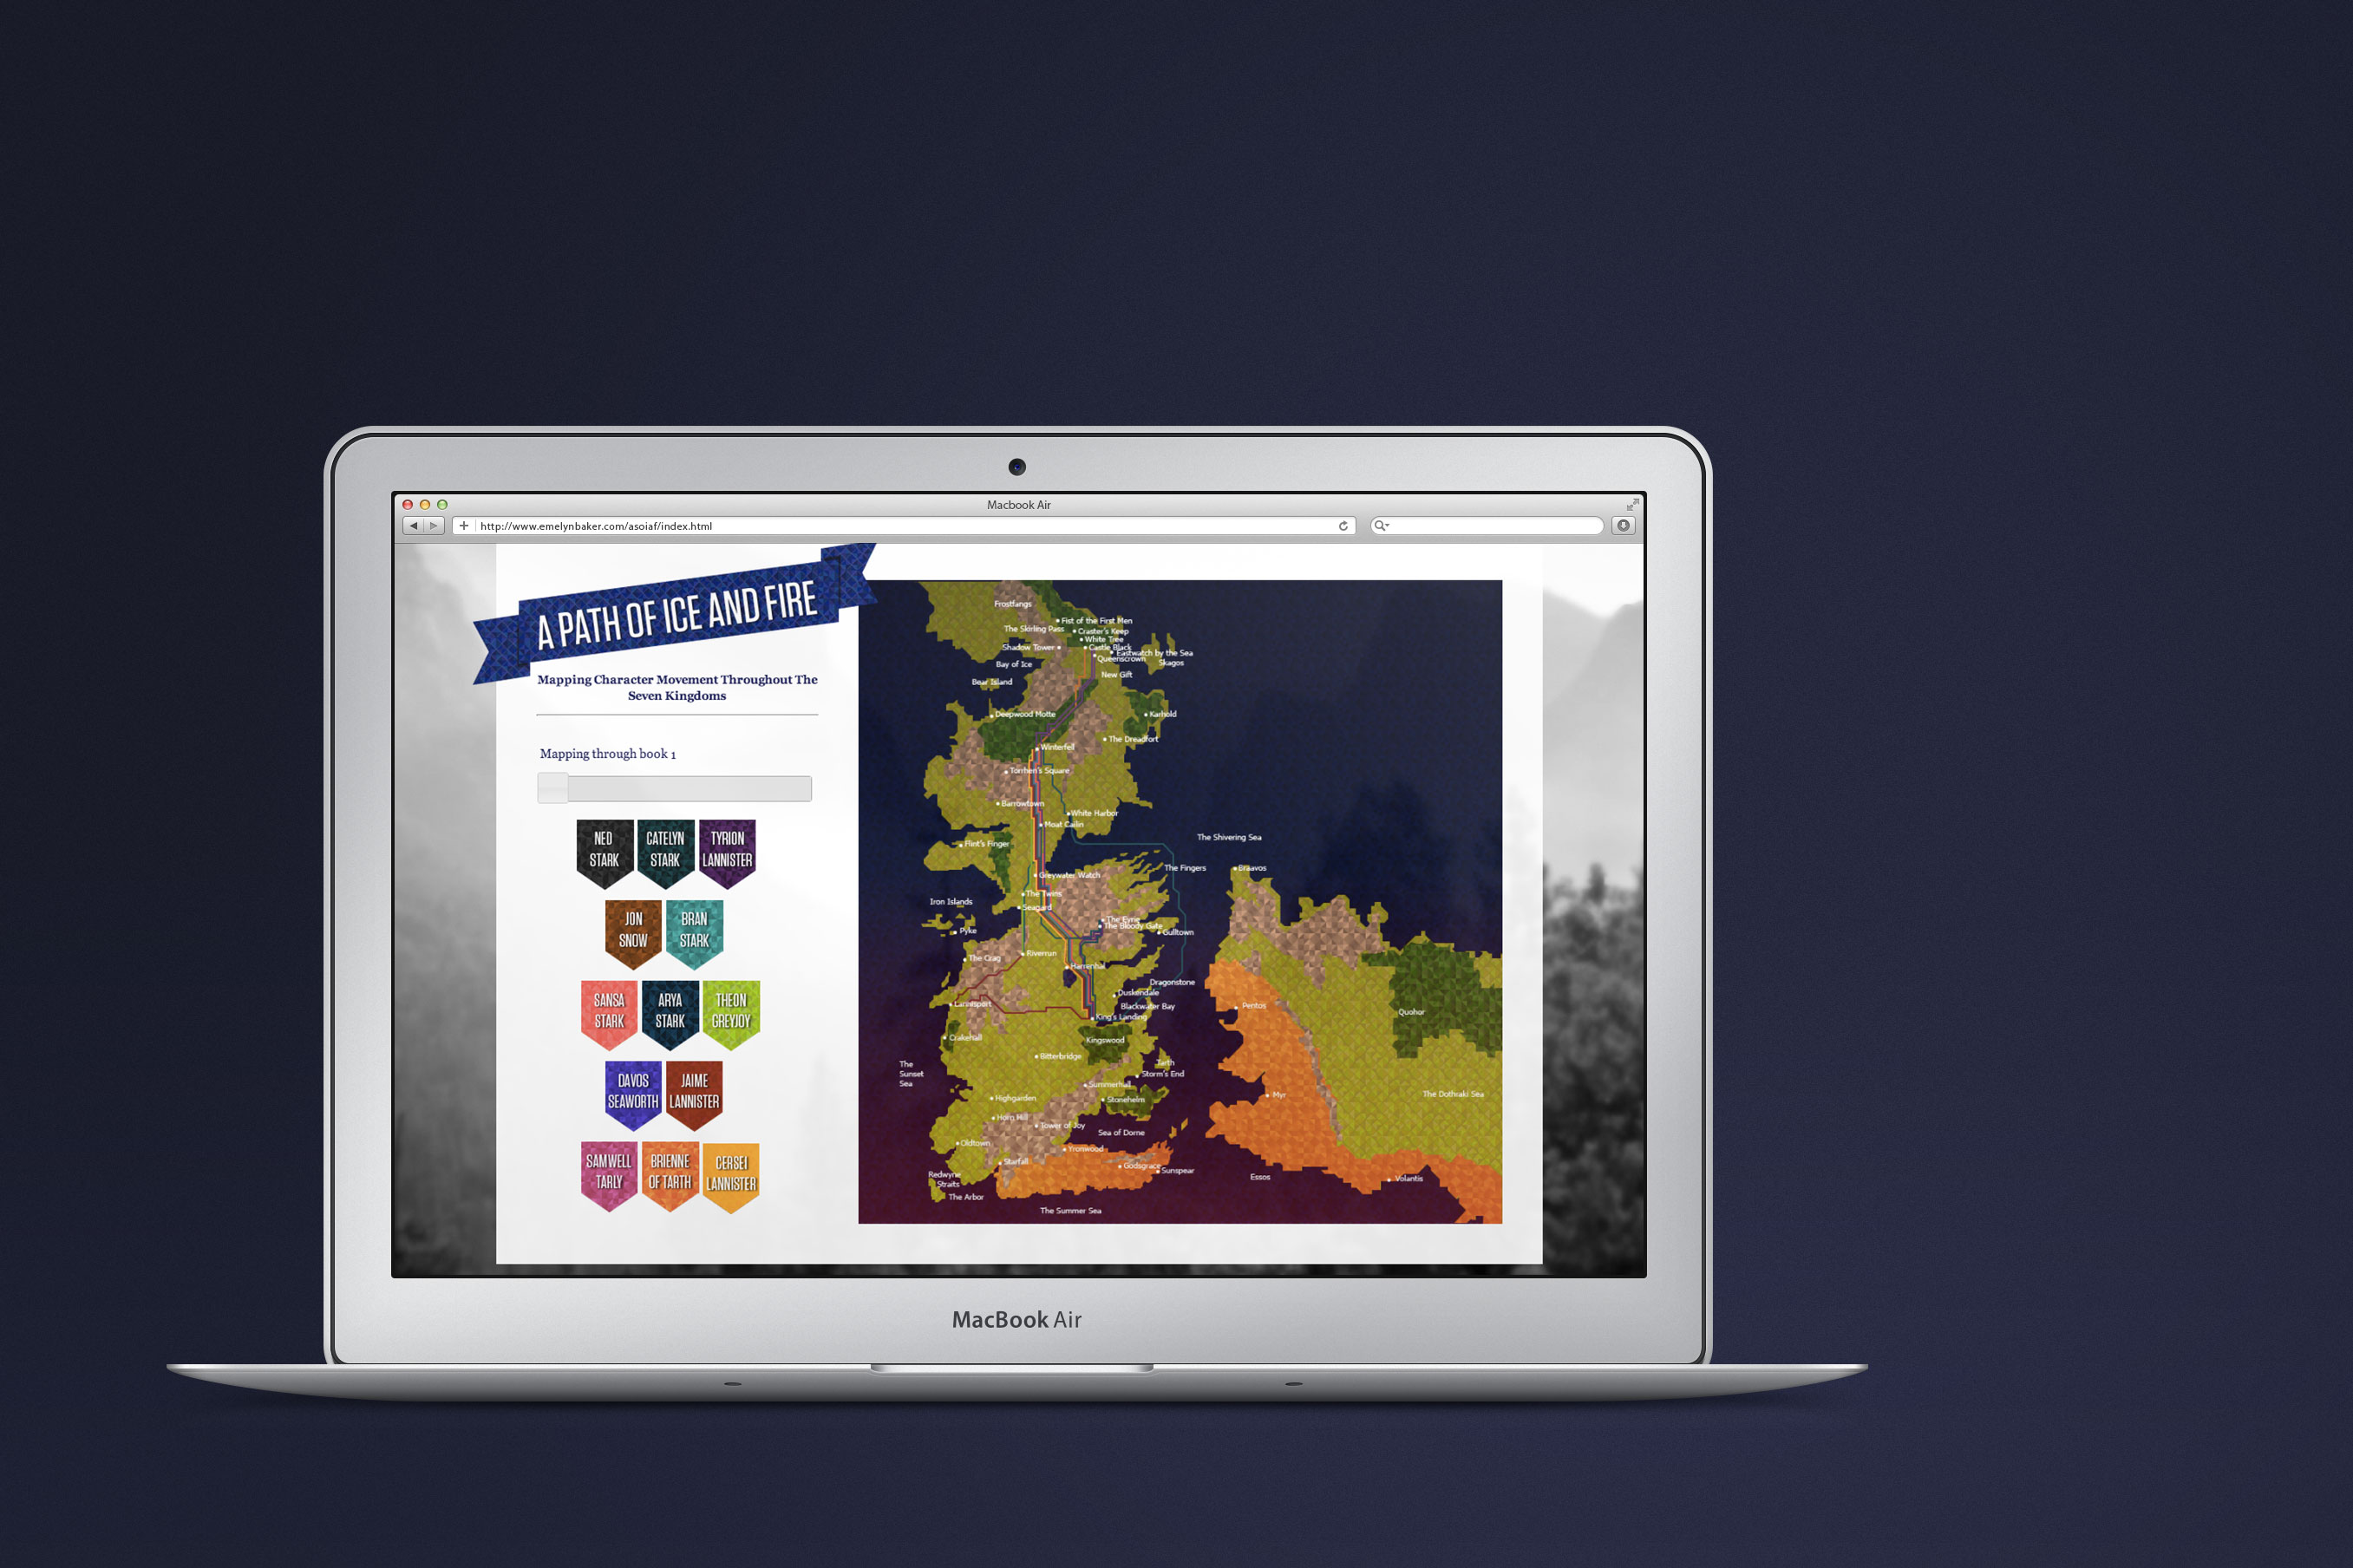 Macbook Air
http://www.emelynbaker.com/asoiaf/index.html
A PATH OF ICE AND FIRE
Mapping Character Movement Throughout The
Seven Kingdoms
Mapping through book 1
NED
STARK
CATELYN
STARK
TYRION
LANNISTER
JON
SNOW
BRAN
STARK
SANSA
STARK
ARYA
STARK
THEON
GREYJOY
DAVOS
SEAWORTH
JAIME
LANNISTER
SAMWELL
TARLY
BRIENNE
OF TARTH
CERSEI
LANNISTER
Frostfangs
Fist of the First Men
The Skirling Pass
Craster's Keep
White Tree
Shadow Tower
Castle Black
Eastwatch by the Sea
Queenscrown
Skagos
Bay of Ice
New Gift
Bear Island
Deepwood Motte
Karhold
The Dreadfort
Winterfell
Torrhen's Square
Barrowtown
White Harbor
Moat Cailin
The Shivering Sea
Flint's Finger
The Fingers
Braavos
Greywater Watch
The Twins
Iron Islands
Seagard
The Eyrie
The Bloody Gate
Pyke
Gulltown
Riverrun
The Crag
Harrenhal
Dragonstone
Duskendale
Lannisport
Blackwater Bay
Pentos
Quohor
King's Landing
Crakehall
Kingswood
Bitterbridge
The
Sunset
Sea
Tarth
Storm's End
Summerhall
Myr
The Dothraki Sea
Highgarden
Stonehelm
Horn Hill
Tower of Joy
Sea of Dorne
Oldtown
Yronwood
Starfall
Godsgrace
Sunspear
Redwyne
Straits
Essos
Volantis
The Arbor
The Summer Sea
MacBook Air